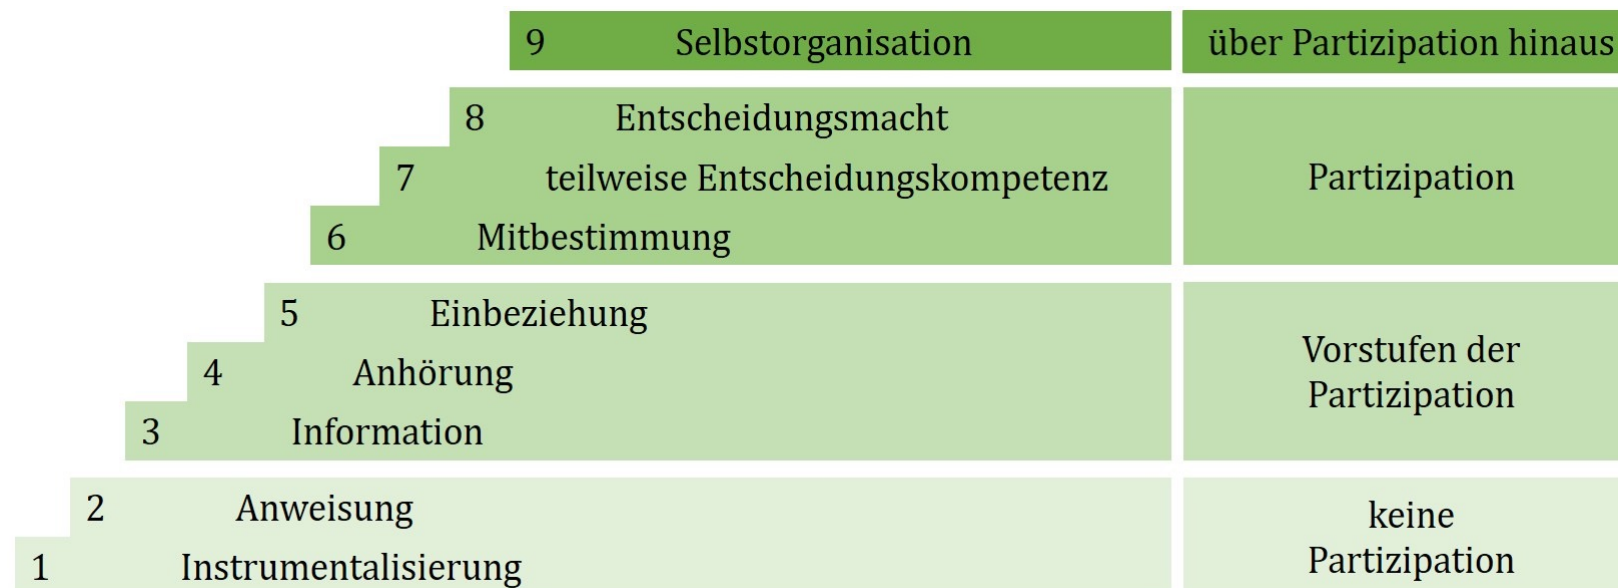 9 Selbstorganisation über Partizipation hinaus
8 Entscheidungsmacht
7 teilweise Entscheidungskompetenz Partizipation
6 Mitbestimmung
5 Einbeziehung
Vorstufen der
4 Anhörung
Partizipation
3 Information
2 Anweisung keine
1 Instrumentalisierung Partizipation